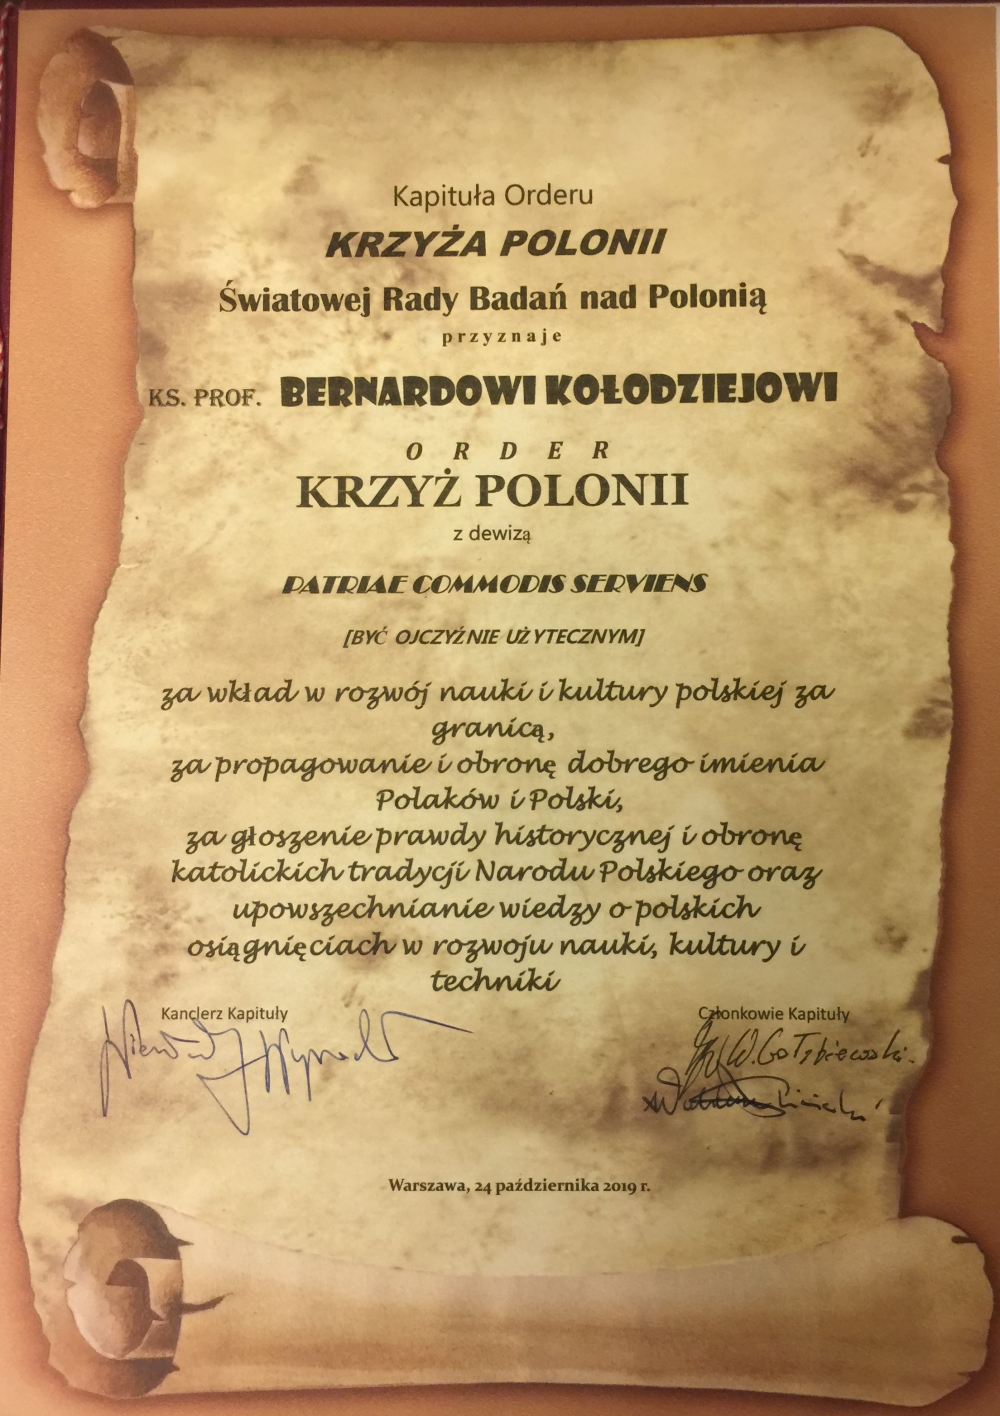 Kapituła Orderu
KRZYŻA POLONII
Światowej Rady Badań nad Polonią
przyznaje
KS. PROF. BERNARDOWI KOŁODZIEJOWI
ORDER
KRZYŻ POLONII
z dewizą
PATRIAE COMMODIS SERVIENS
[BYĆ OJCZYŹNIE UŻYTECZNYM]
za wkład w rozwój nauki i kultury polskiej za
granicą,
za propagowanie i obronę dobrego imienia
Polaków i Polski,
za głoszenie prawdy historycznej i obronę
katolickich tradycji Narodu Polskiego oraz
upowszechnianie wiedzy o polskich
osiągnięciach w rozwoju nauki, kultury i
techniki
Kanclerz Kapituły
Członkowie Kapituły
Warszawa, 24 października 2019 r.